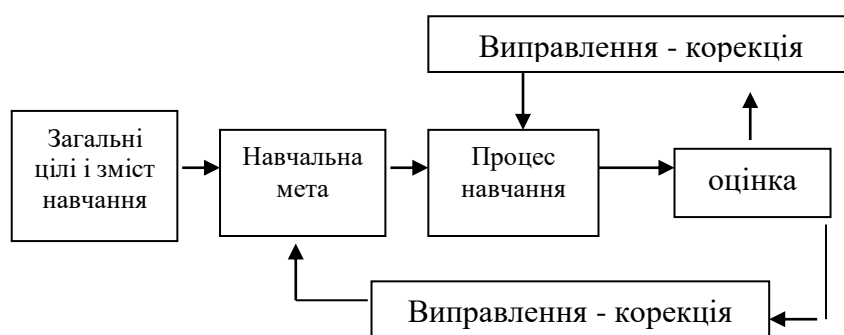 Виправлення - корекція
Загальні
цілі і зміст
навчання
Навчальна
мета
Процес
навчання
оцінка
Виправлення - корекція